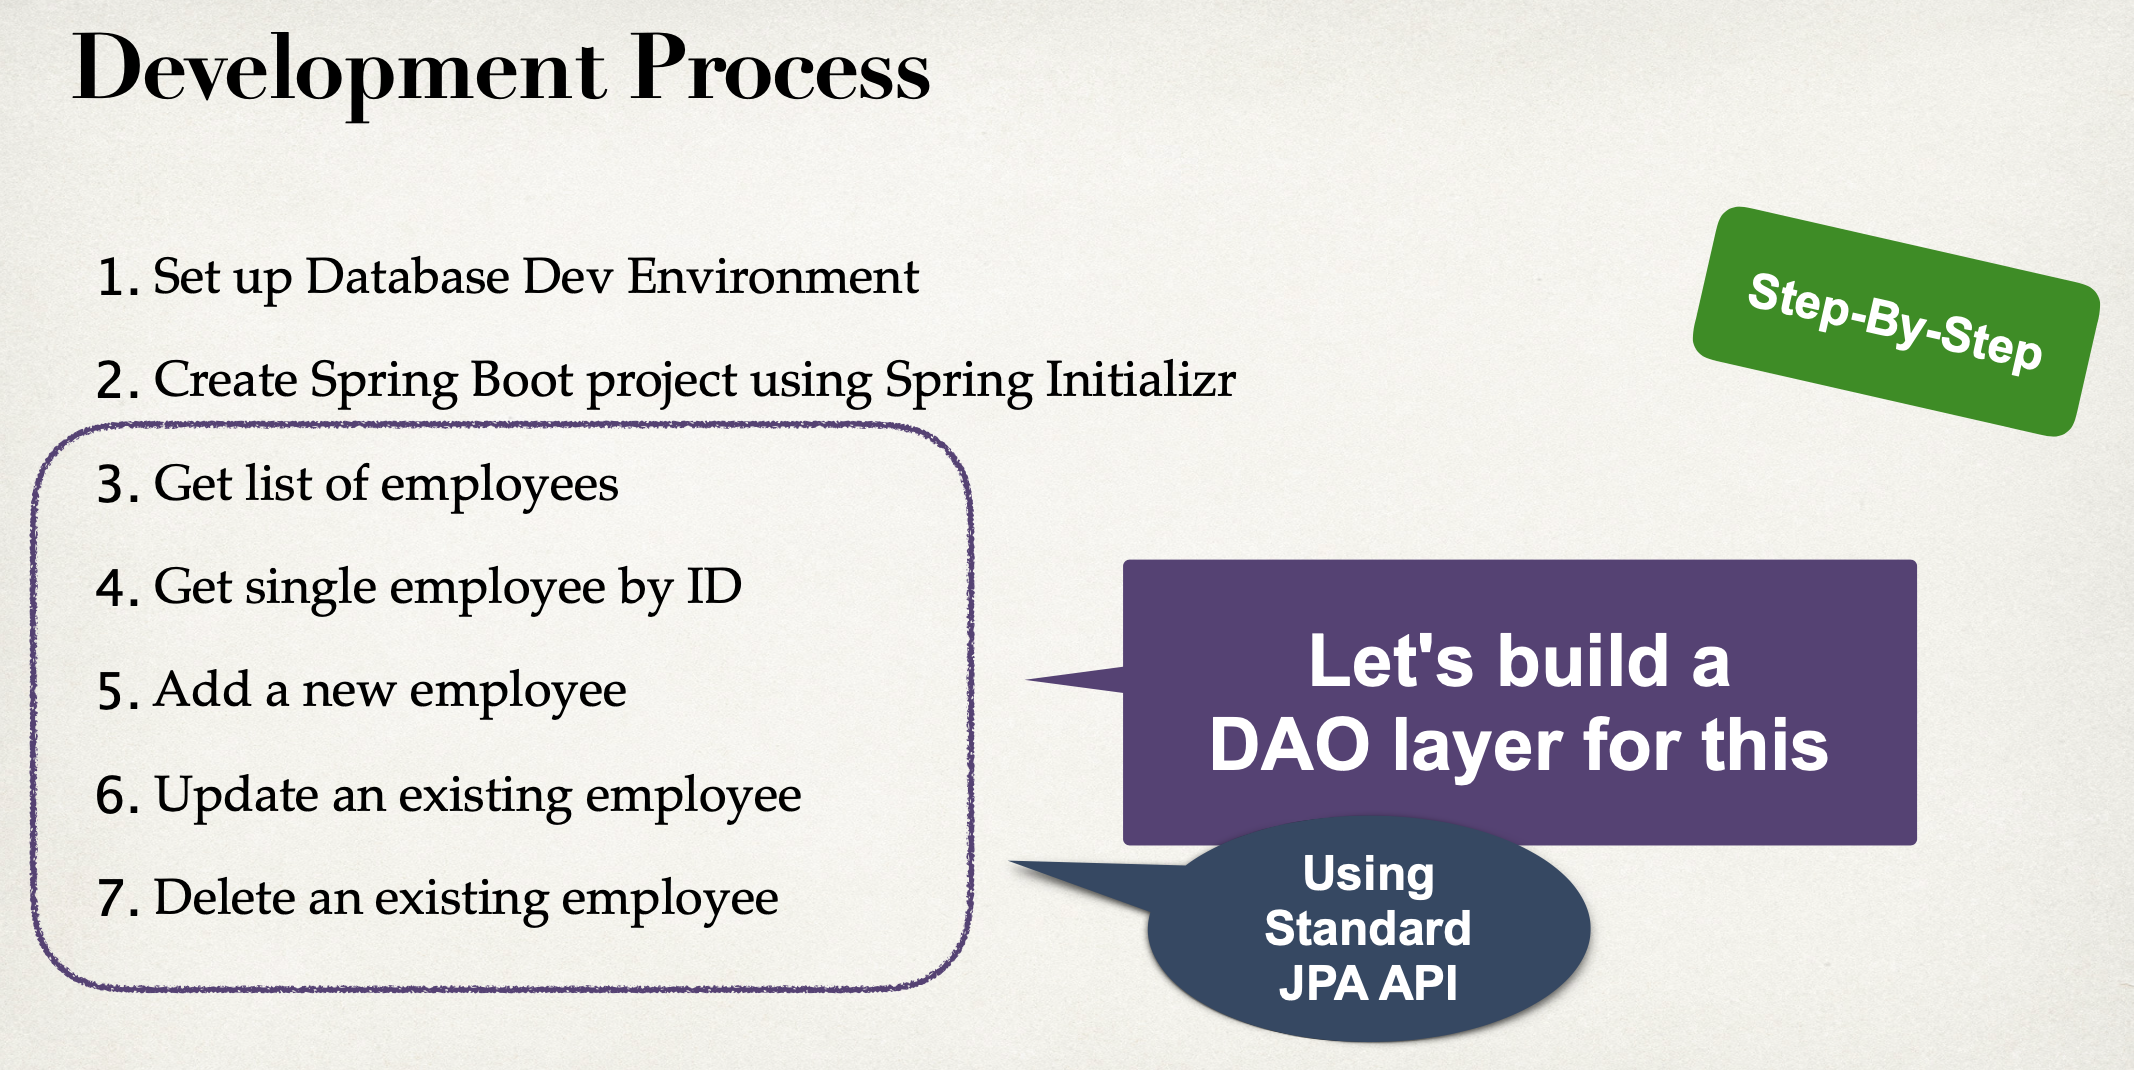 Development Process
Step-By-Step
1. Set up Database Dev Environment
2. Create Spring Boot project using Spring Initializr
3. Get list of employees
4. Get single employee by ID
5. Add a new employee
6. Update an existing employee
7. Delete an existing employee
Let's build a
DAO layer for this
Using
Standard
JPA API